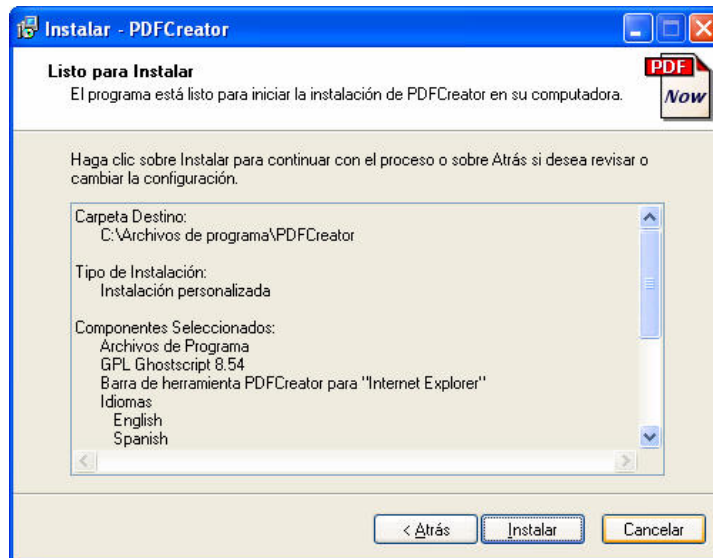 Instalar - PDFCreator
Listo para Instalar
El programa está listo para iniciar la instalación de PDFCreator en su computadora.
PDF
Now
Haga clic sobre Instalar para continuar con el proceso o sobre Atrás si desea revisar o
cambiar la configuración.
Carpeta Destino:
C:\Archivos de programa\PDFCreator
Tipo de Instalación:
Instalación personalizada
Componentes Seleccionados:
Archivos de Programa
GPL Ghostscript 8.54
Barra de herramienta PDFCreator para "Internet Explorer"
Idiomas
English
Spanish
< Atrás
Instalar
Cancelar